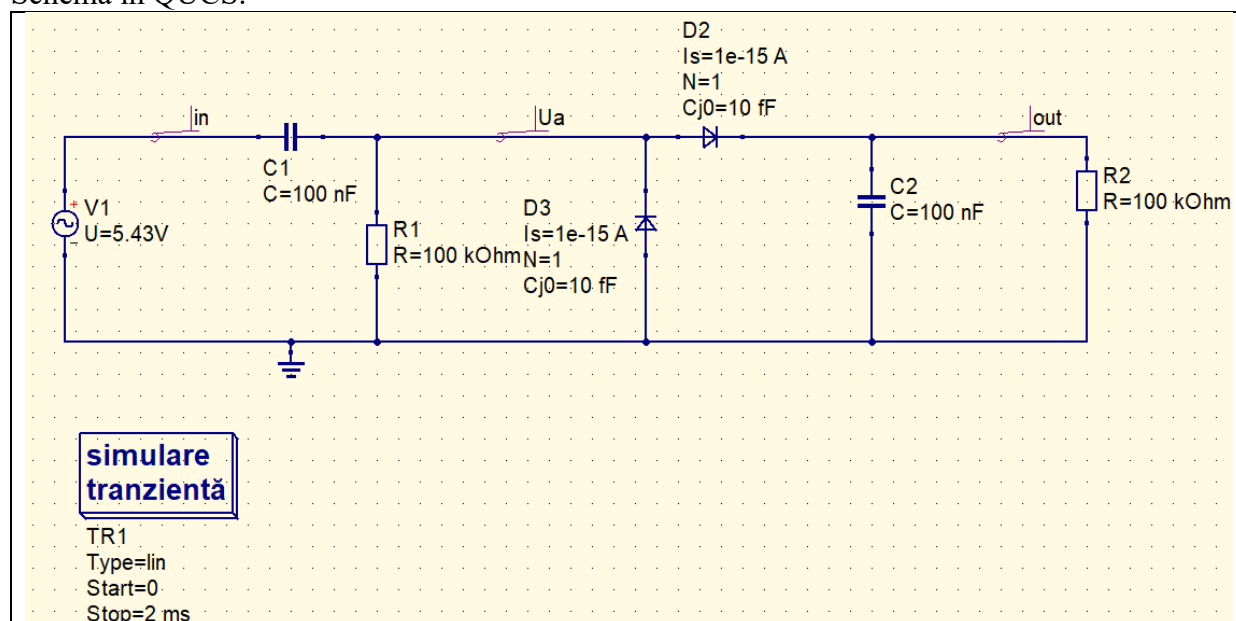 Schema in QUCS:
D2
Is=1e-15 A
N=1
Cj0=10 fF
in
Ua
out
C1
C=100 nF
V1
U=5.43V
R1
R=100 kOhm
D3
Is=1e-15 A
N=1
Cj0=10 fF
C2
C=100 nF
R2
R=100 kOhm
simulare
tranzientă
TR1
Type=lin
Start=0
Stop=2 ms